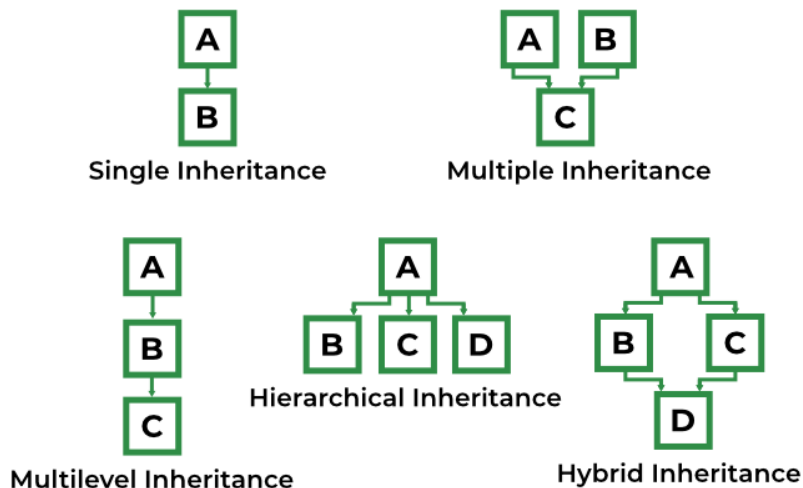 A
A B
B
C
Single Inheritance
Multiple Inheritance
A
B
C
Multilevel Inheritance
A
B C D
Hierarchical Inheritance
A
B C
D
Hybrid Inheritance